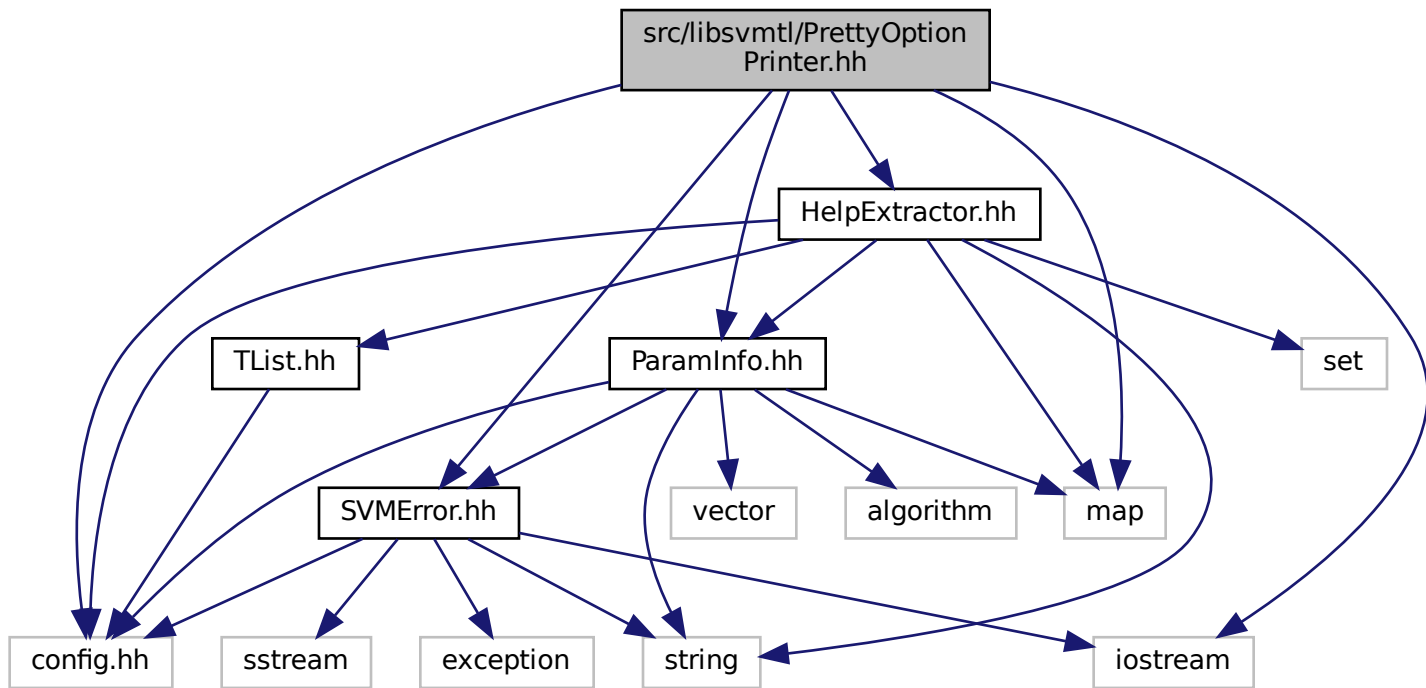 src/libsvmtl/PrettyOption
Printer.hh
HelpExtractor.hh
TList.hh
ParamInfo.hh
set
SVMError.hh
vector
algorithm
map
config.hh
sstream
exception
string
iostream